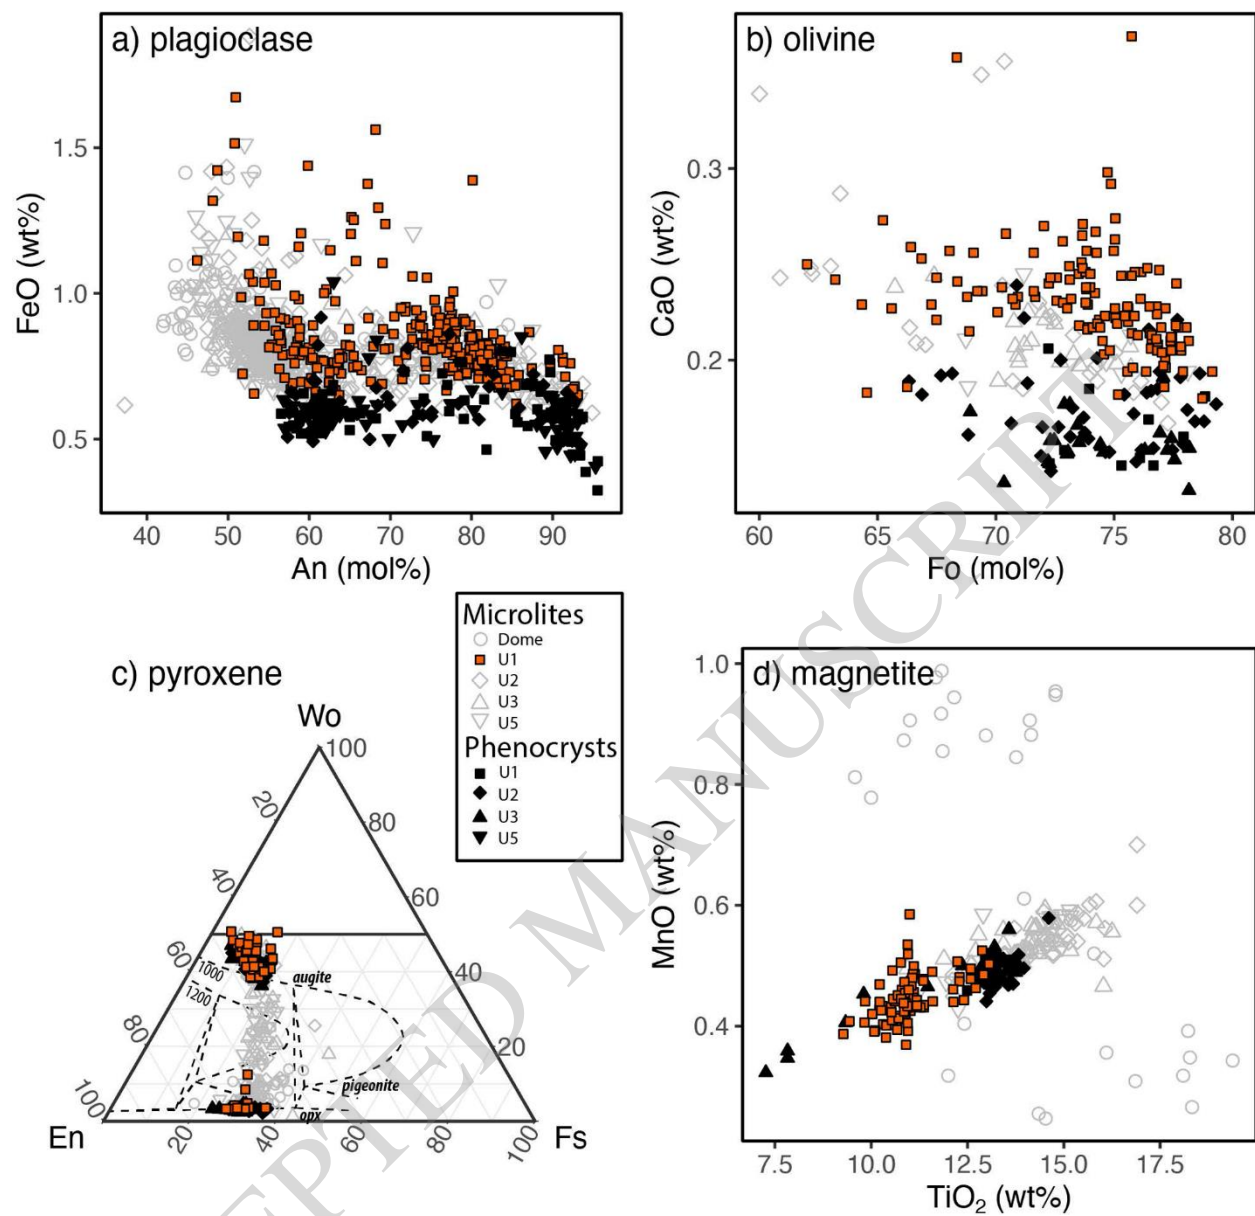 a) plagioclase
FeO (wt%)
1.5
1.0
0.5
40 50 60 70 80 90
An (mol%)
b) olivine
CaO (wt%)
0.3
0.2
60 65 70 75 80
Fo (mol%)
Microlites
Dome
U1
U2
U3
U5
Phenocrysts
U1
U2
U3
U5
c) pyroxene
Wo
100
20 80
40 60
60 1000 augite 40
1200
80 20
pigeonite
100 opx
En 20 40 60 80 100 Fs
d) magnetite
MnO (wt%)
1.0
0.8
0.6
0.4
7.5 10.0 12.5 15.0 17.5
TiO₂ (wt%)
EPTED MANUSCRIPT